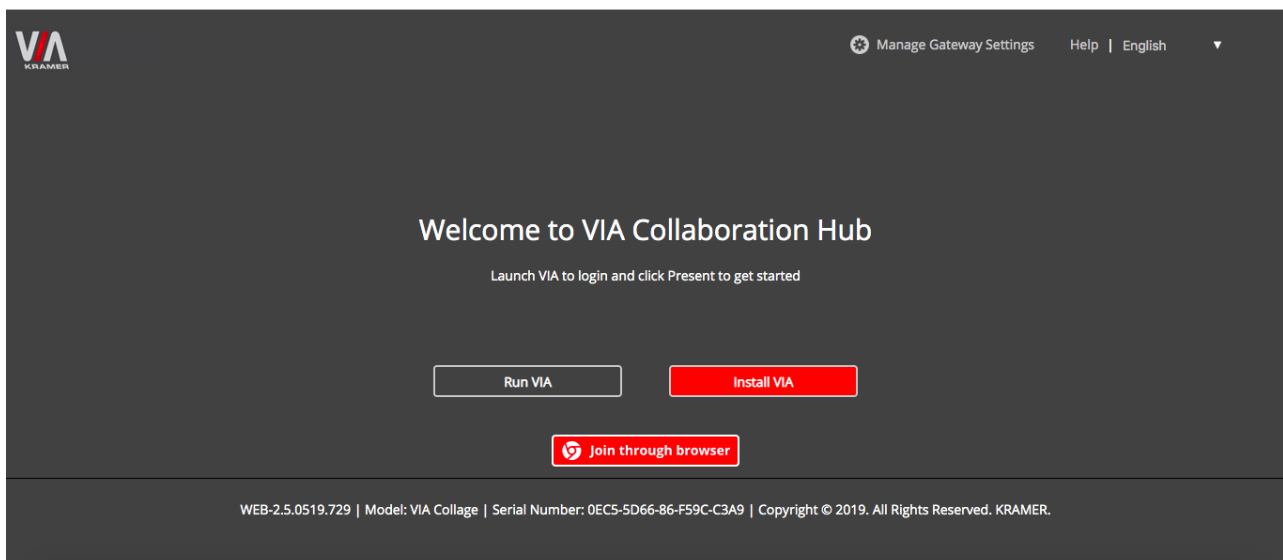 VIA
KRAMER
Manage Gateway Settings Help | English
Welcome to VIA Collaboration Hub
Launch VIA to login and click Present to get started
Run VIA Install VIA
Join through browser
WEB-2.5.0519.729 | Model: VIA Collage | Serial Number: 0EC5-5D66-86-F59C-C3A9 | Copyright © 2019. All Rights Reserved. KRAMER.